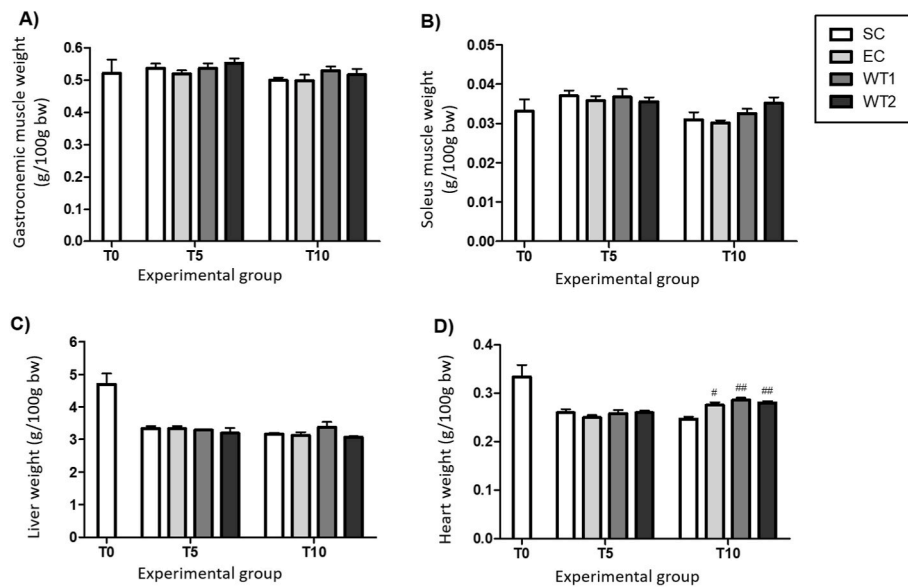 A)
Gastrocnemic muscle weight
(g/100g bw)
0.6
0.5
0.4
0.3
0.2
0.1
0.0
T0 T5 T10
Experimental group
B)
Soleus muscle weight
(g/100g bw)
0.05
0.04
0.03
0.02
0.01
0.00
T0 T5 T10
Experimental group
SC
EC
WT1
WT2
C)
Liver weight (g/100g bw)
6
5
4
3
2
1
0
T0 T5 T10
Experimental group
D)
Heart weight (g/100g bw)
0.4
0.3
0.2
0.1
0.0
# ## ##
T0 T5 T10
Experimental group